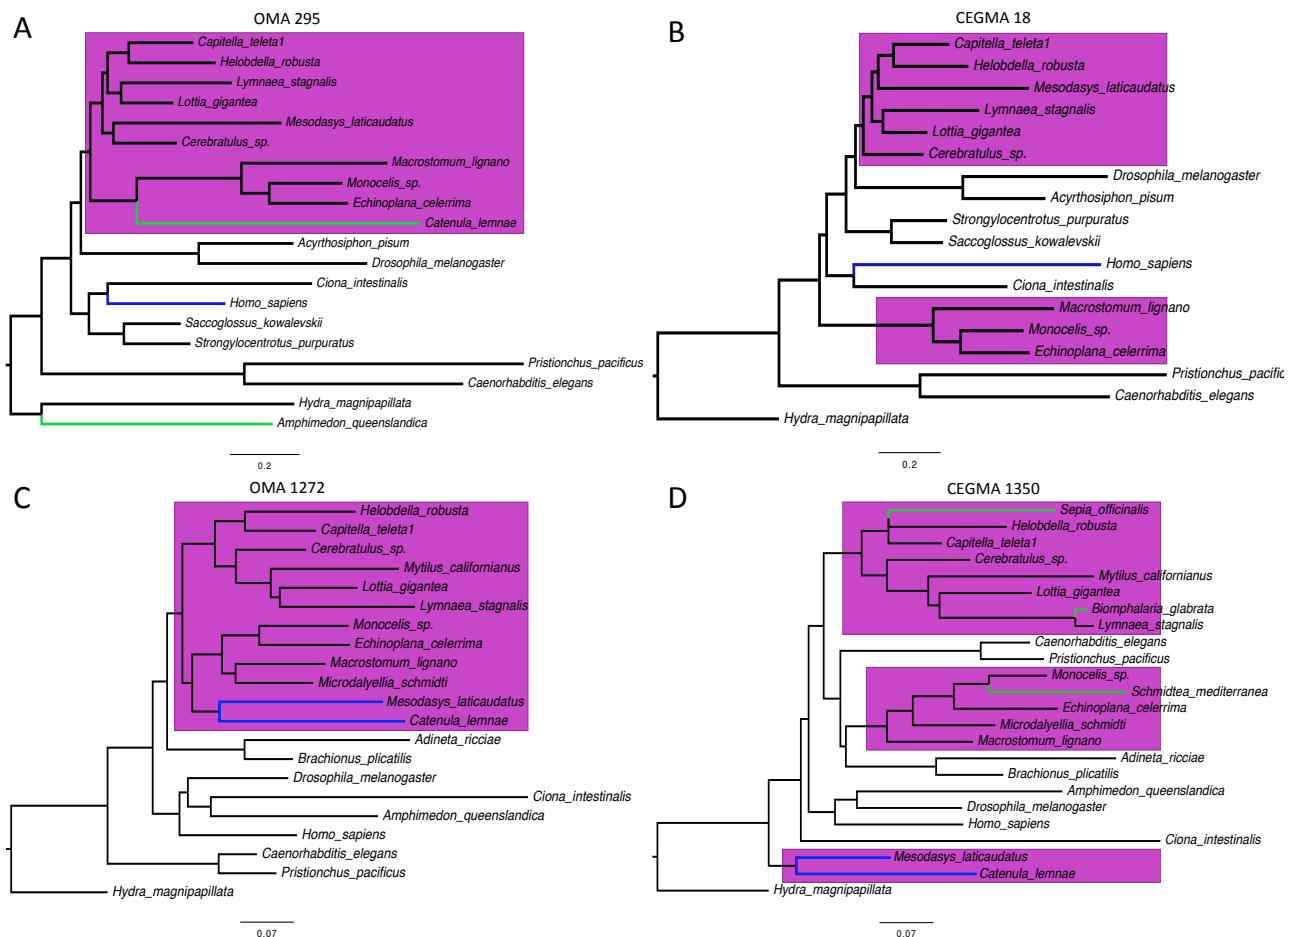 A
OMA 295
Capitella_teleta1
Helobdella_robusta
Lymnaea_stagnalis
Lottia_gigantea
Mesodasys_laticaudatus
Cerebratulus_sp.
Macrostomum_lignano
Monocelis_sp.
Echinoplana_celerrima
Catenula_lemnae
Acyrthosiphon_pisum
Drosophila_melanogaster
Ciona_intestinalis
Homo_sapiens
Saccoglossus_kowalevskii
Strongylocentrotus_purpuratus
Pristionchus_pacificus
Caenorhabditis_elegans
Hydra_magnipapillata
Amphimedon_queenslandica
0.2
B
CEGMA 18
Capitella_teleta1
Helobdella_robusta
Mesodasys_laticaudatus
Lymnaea_stagnalis
Lottia_gigantea
Cerebratulus_sp.
Drosophila_melanogaster
Acyrthosiphon_pisum
Strongylocentrotus_purpuratus
Saccoglossus_kowalevskii
Homo_sapiens
Ciona_intestinalis
Macrostomum_lignano
Monocelis_sp.
Echinoplana_celerrima
Pristionchus_pacific
Caenorhabditis_elegans
Hydra_magnipapillata
0.2
C
OMA 1272
Helobdella_robusta
Capitella_teleta1
Cerebratulus_sp.
Mytilus_californianus
Lottia_gigantea
Lymnaea_stagnalis
Monocelis_sp.
Echinoplana_celerrima
Macrostomum_lignano
Microdalyellia_schmidti
Mesodasys_laticaudatus
Catenula_lemnae
Adineta_ricciae
Brachionus_plicatilis
Drosophila_melanogaster
Ciona_intestinalis
Amphimedon_queenslandica
Homo_sapiens
Caenorhabditis_elegans
Pristionchus_pacificus
Hydra_magnipapillata
0.07
D
CEGMA 1350
Sepia_officinalis
Helobdella_robusta
Capitella_teleta1
Cerebratulus_sp.
Mytilus_californianus
Lottia_gigantea
Biomphalaria_glabrata
Lymnaea_stagnalis
Caenorhabditis_elegans
Pristionchus_pacificus
Monocelis_sp.
Schmidtea_mediterranea
Echinoplana_celerrima
Microdalyellia_schmidti
Macrostomum_lignano
Adineta_ricciae
Brachionus_plicatilis
Amphimedon_queenslandica
Drosophila_melanogaster
Homo_sapiens
Ciona_intestinalis
Mesodasys_laticaudatus
Catenula_lemnae
Hydra_magnipapillata
0.07